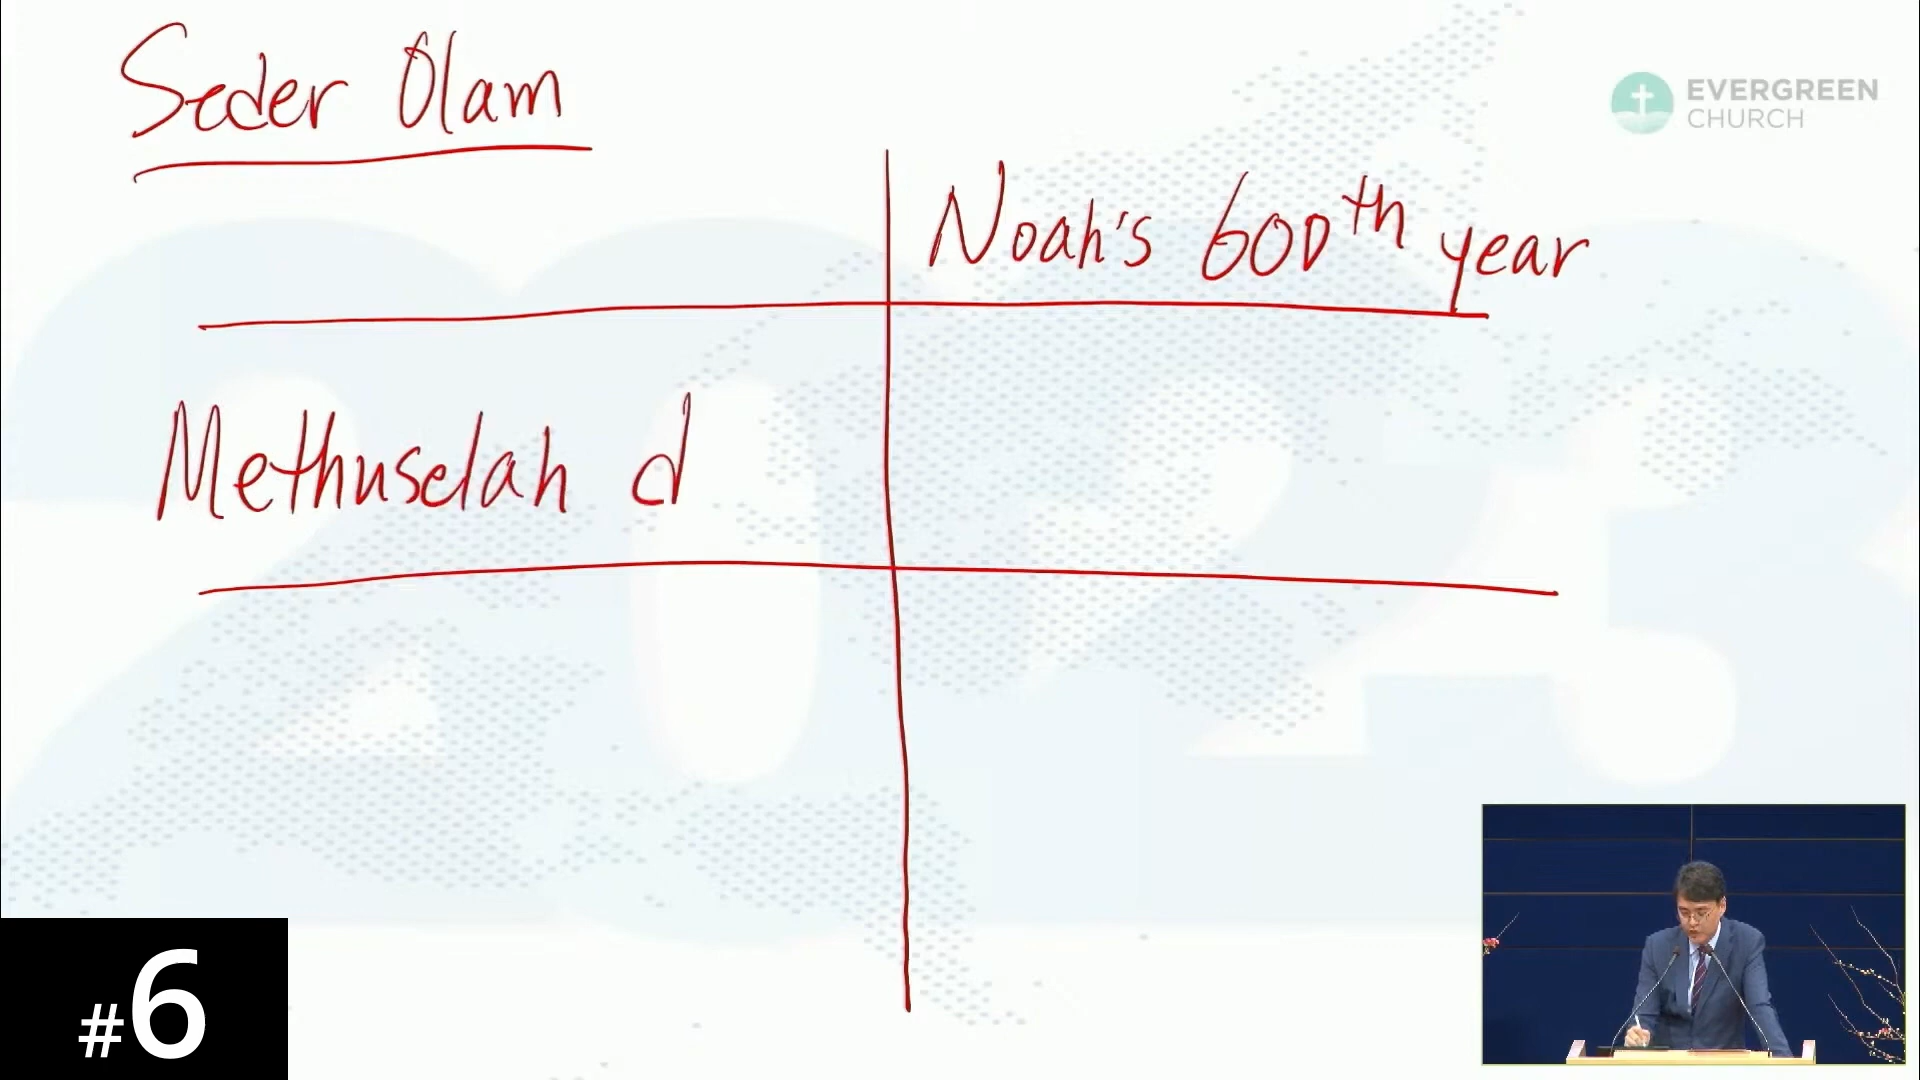 Seder Olam
EVERGREEN
CHURCH
Noah's 600th year
Methuselah d
#6